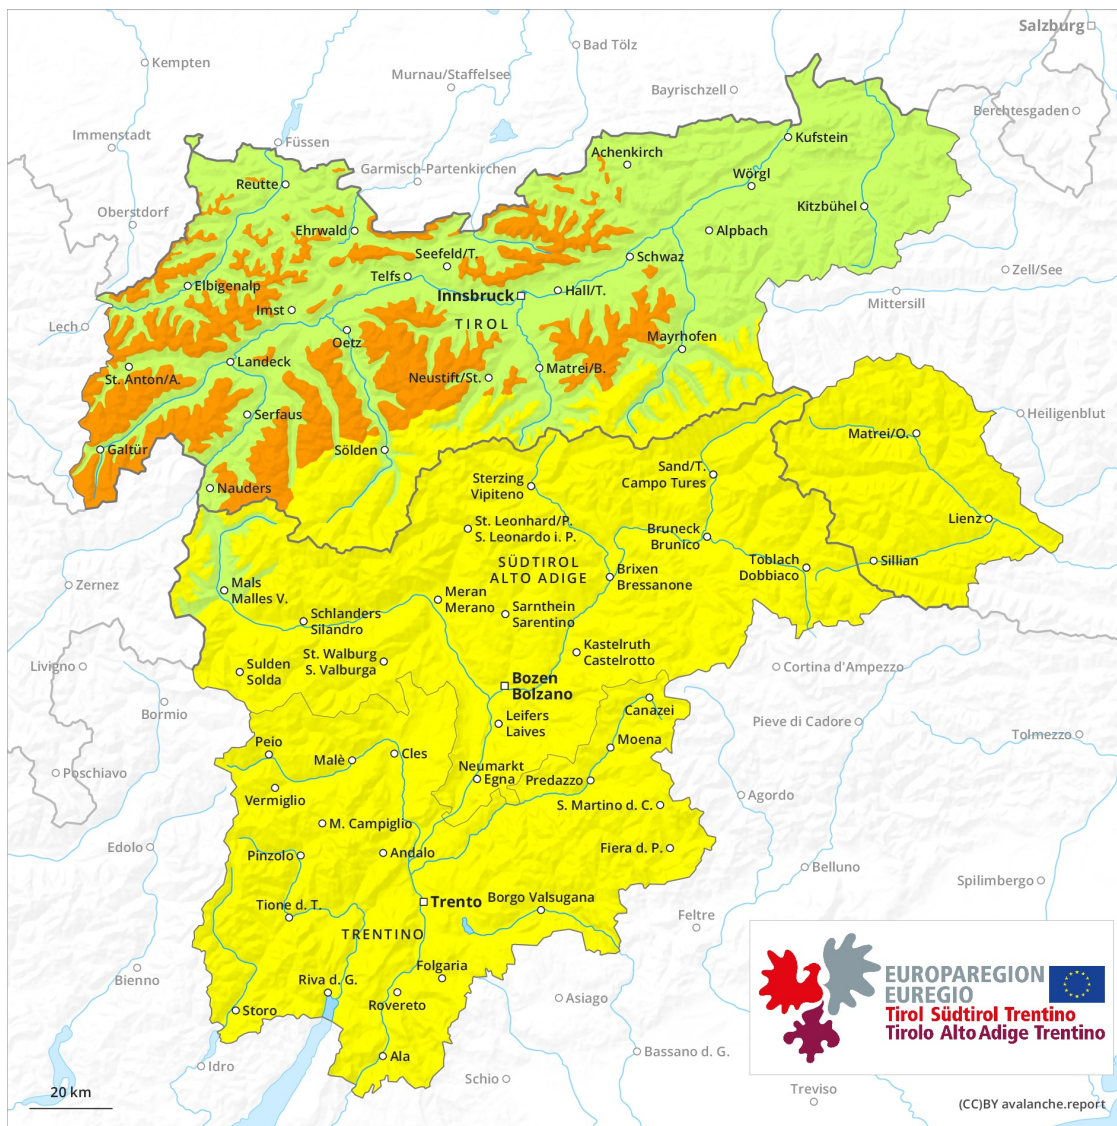 Salzburg
Bad Tölz
Kempten
Murnau/Staffelsee
Bayrischzell
Berchtesgaden
Immenstadt
Füssen
Kufstein
Achenkirch
Garmisch-Partenkirchen
Wörgl
Reutte
Oberstdorf
Kitzbühel
Ehrwald
Alpbach
Seefeld/T.
Schwaz
Zell/See
Telfs
Elbigenalp
Hall/T.
Innsbruck
Mittersill
Imst
TIROL
Lech
Oetz
Mayrhofen
Landeck
Matrei/B.
St. Anton/A.
Neustift/St.
Serfaus
Heiligenblut
Matrei/O.
Galtür
Sölden
Sand/T.
Campo Tures
Sterzing
Vipiteno
Nauders
St. Leonhard/P.
S. Leonardo i. P.
Lienz
Bruneck
Brunico
SÜDTIROL
ALTO ADIGE
Toblach
Dobbiaco
Sillian
Brixen
Bressanone
Zernez
Mals
Malles V.
Meran
Merano
Sarnthein
Sarentino
Schlanders
Silandro
Kastelruth
Castelrotto
St. Walburg
S. Valburga
Livigno
Sulden
Solda
Cortina d'Ampezzo
Bozen
Bolzano
Bormio
Canazei
Leifers
Laives
Pieve di Cadore
Tolmezzo
Moena
Peio
Cles
Malè
Poschiavo
Neumarkt
Egna
Predazzo
Vermiglio
Agordo
S. Martino d. C.
M. Campiglio
Edolo
Fiera d. P.
Pinzolo
Andalo
Belluno
Spilimbergo
Trento
Borgo Valsugana
Tione d. T.
Feltre
TRENTINO
Folgaria
Bienno
Riva d. G.
EUROPAREGION
EUREGIO
Tirol Südtirol Trentino
Tirolo Alto Adige Trentino
Rovereto
Asiago
Storo
Bassano d. G.
Ala
Idro
Schio
Treviso
20 km
(CC)BY avalanche.report